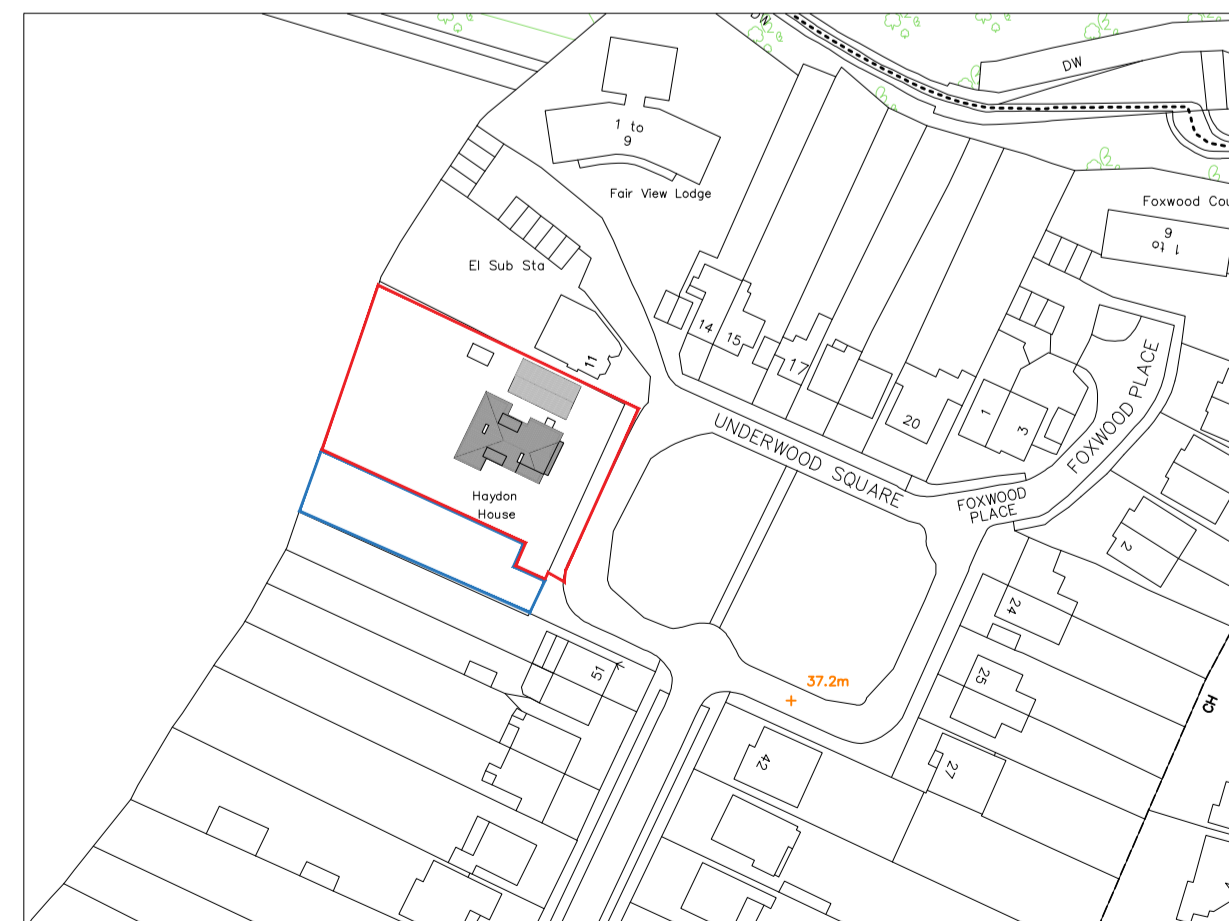 DW
DW
1 to
9
Fair View Lodge
Foxwood Cou
1 to
6
El Sub Sta
11
14
15
17
20
1
3
FOXWOOD PLACE
UNDERWOOD SQUARE
FOXWOOD
PLACE
2
Haydon
House
24
51
25
37.2m
42
27
CH